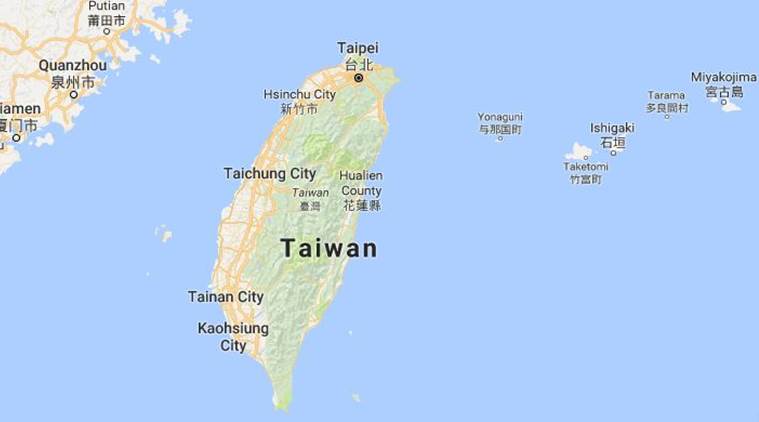 Putian
莆田市
Quanzhou
泉州市
iamen
厦门市
Taipei
台北
Hsinchu City
新竹市
Taichung City
Taiwan
臺灣
Hualien
County
花蓮縣
Taiwan
Tainan City
Kaohsiung
City
Yonaguni
与那国町
Ishigaki
石垣
Taketomi
竹富町
Tarama
多良間村
Miyakojima
宮古島